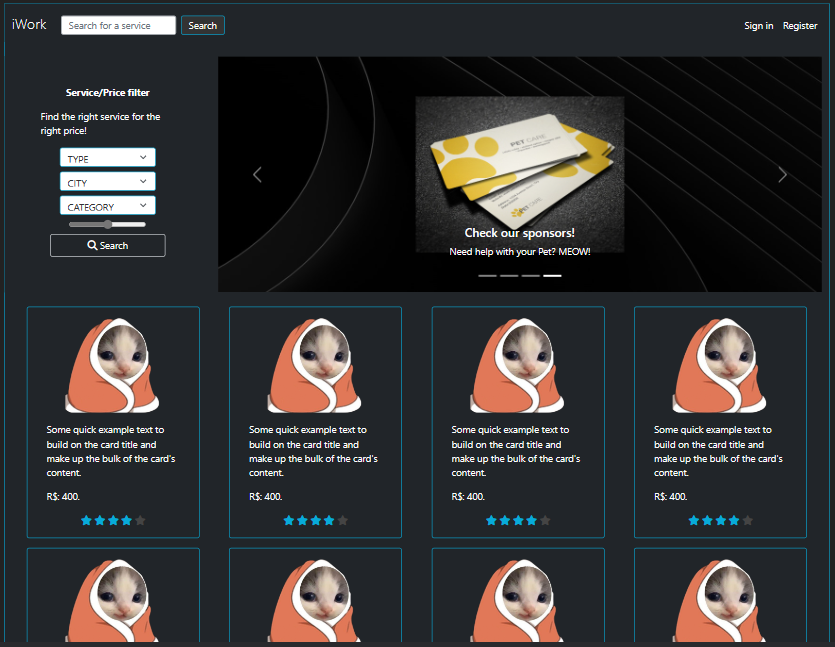 iWork
Search for a service
Search
Sign in
Register
Service/Price filter
Find the right service for the
right price!
TYPE
CITY
CATEGORY
Search
PET CARE
PET CARE
Check our sponsors!
Need help with your Pet? MEOW!
Some quick example text to
build on the card title and
make up the bulk of the card's
content.
R$: 400.
Some quick example text to
build on the card title and
make up the bulk of the card's
content.
R$: 400.
Some quick example text to
build on the card title and
make up the bulk of the card's
content.
R$: 400.
Some quick example text to
build on the card title and
make up the bulk of the card's
content.
R$: 400.